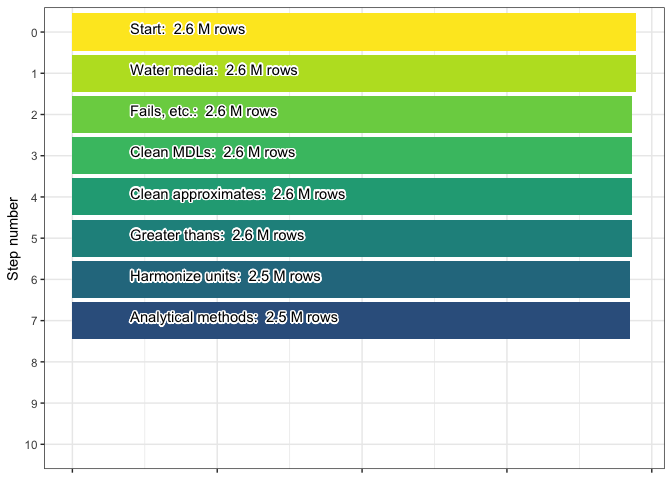 0 Start:  2.6 M rows
1 Water media:  2.6 M rows
2 Fails, etc.:  2.6 M rows
3 Clean MDLs:  2.6 M rows
4 Clean approximates:  2.6 M rows
5 Greater thans:  2.6 M rows
6 Harmonize units:  2.5 M rows
7 Analytical methods:  2.5 M rows
8
9
10
Step number